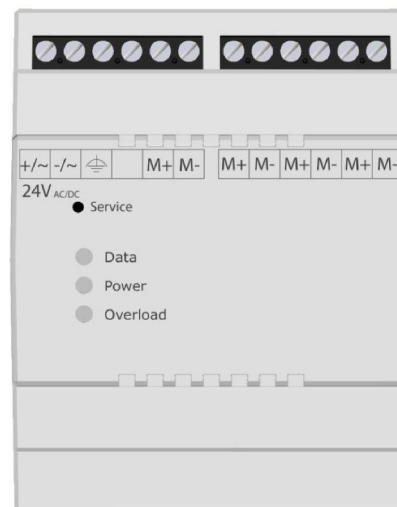 +/~ -/~ M+ M- M+ M- M+ M- M+ M-
24V AC/DC
Service
Data
Power
Overload